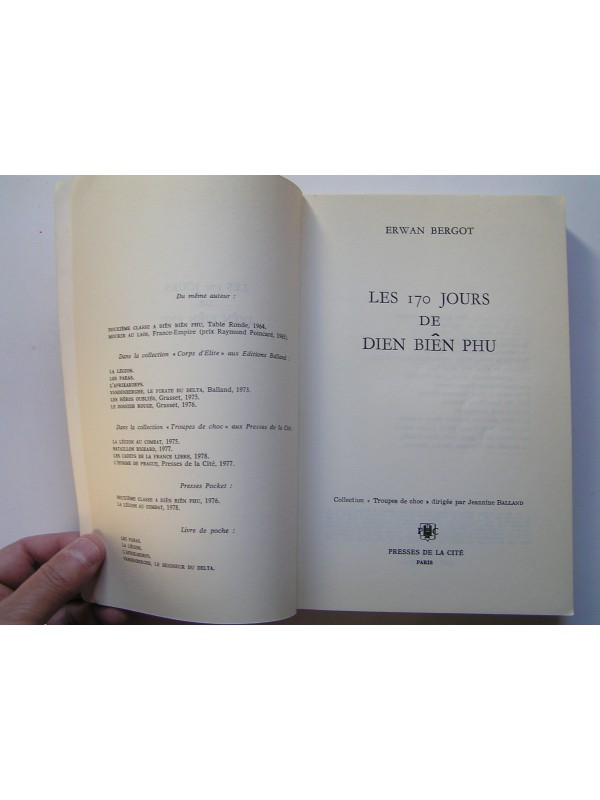 Du même auteur :
DEUXIÈME CLASSE A DIÊN BIÊN PHU, Table Ronde, 1964.
MOURIR AU LAOS, France-Empire (prix Raymond Poincaré, 1965).
Dans la collection « Corps d'Elite » aux Editions Balland :
LA LÉGION.
LES PARAS.
L'AFRIKAKORPS.
VANDENBERGHE, LE PIRATE DU DELTA, Balland, 1973.
LES HÉROS OUBLIÉS, Grasset, 1975.
LE DOSSIER ROUGE, Grasset, 1976.
Dans la collection « Troupes de choc » aux Presses de la Cité
LA LÉGION AU COMBAT, 1975.
BATAILLON BIGEARD, 1977.
LES CADETS DE LA FRANCE LIBRE, 1978.
L'HOMME DE PRAGUE, Presses de la Cité, 1977.
Presses Pocket :
DEUXIÈME CLASSE A DIÊN BIÊN PHU, 1976.
LA LÉGION AU COMBAT, 1978.
Livre de poche :
LES PARAS.
LA LÉGION.
L'AFRIKAKORPS.
VANDENBERGHE, LE SEIGNEUR DU DELTA.
ERWAN BERGOT
LES 170 JOURS
DE
DIEN BIÊN PHU
Collection « Troupes de choc » dirigée par Jeannine BALLAND
PRESSES DE LA CITÉ
PARIS